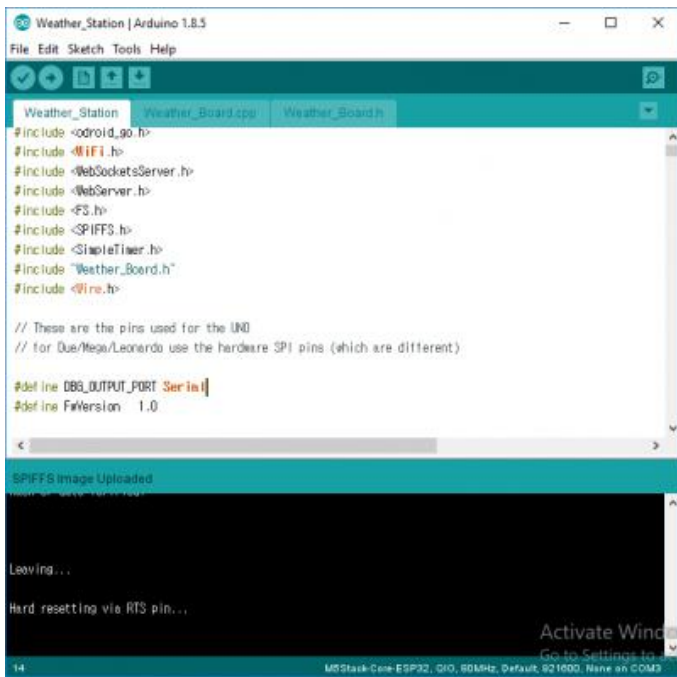 Weather_Station | Arduino 1.8.5
File Edit Sketch Tools Help
Weather_Station Weather_Board.cpp Weather_Board.h
#include <odroid_go.h>
#include <WiFi.h>
#include <WebSocketsServer.h>
#include <WebServer.h>
#include <FS.h>
#include <SPIFFS.h>
#include <SimpleTimer.h>
#include "Weather_Board.h"
#include <Wire.h>
// These are the pins used for the UNO
// for Due/Mega/Leonardo use the hardware SPI pins (which are different)
#define DBG_OUTPUT_PORT Serial
#define FwVersion 1.0
SPIFFS Image Uploaded
Leaving...
Hard resetting via RTS pin...
Activate Wind
Go to Settings to a
14
M5Stack-Core-ESP32, QIO, 80MHz, Default, 921600, None on COM3